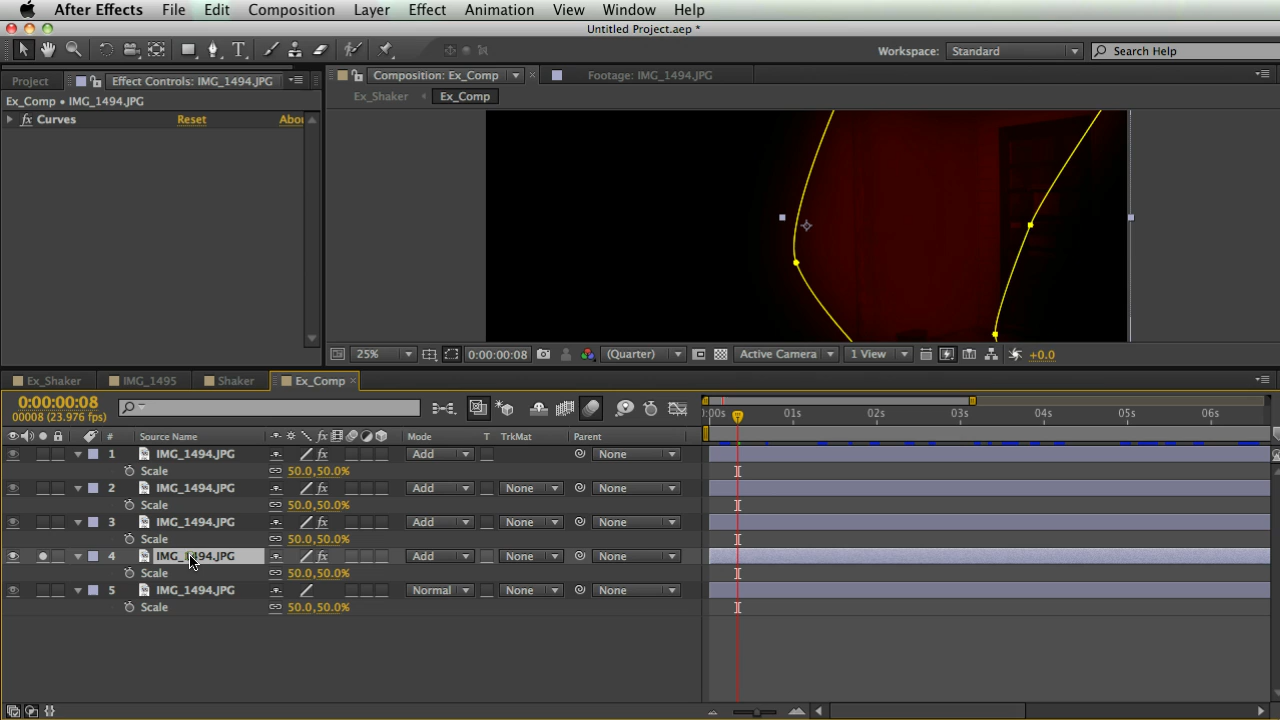 After Effects File Edit Composition Layer Effect Animation View Window Help
Untitled Project.aep *
Workspace: Standard Search Help
Project Effect Controls: IMG_1494.JPG Composition: Ex_Comp Footage: IMG_1494.JPG
Ex_Comp • IMG_1494.JPG Ex_Shaker Ex_Comp
fx Curves Reset Abou
25% 0:00:00:08 (Quarter) Active Camera 1 View +0.0
Ex_Shaker IMG_1495 Shaker Ex_Comp
0:00:00:08
00008 (23.976 fps)
:00s 01s 02s 03s 04s 05s 06s
# Source Name fx Mode T TrkMat Parent
1 IMG_1494.JPG fx Add None
Scale 50.0,50.0%
2 IMG_1494.JPG fx Add None None
Scale 50.0,50.0%
3 IMG_1494.JPG fx Add None None
Scale 50.0,50.0%
4 IMG_1494.JPG fx Add None None
Scale 50.0,50.0%
5 IMG_1494.JPG Normal None None
Scale 50.0,50.0%